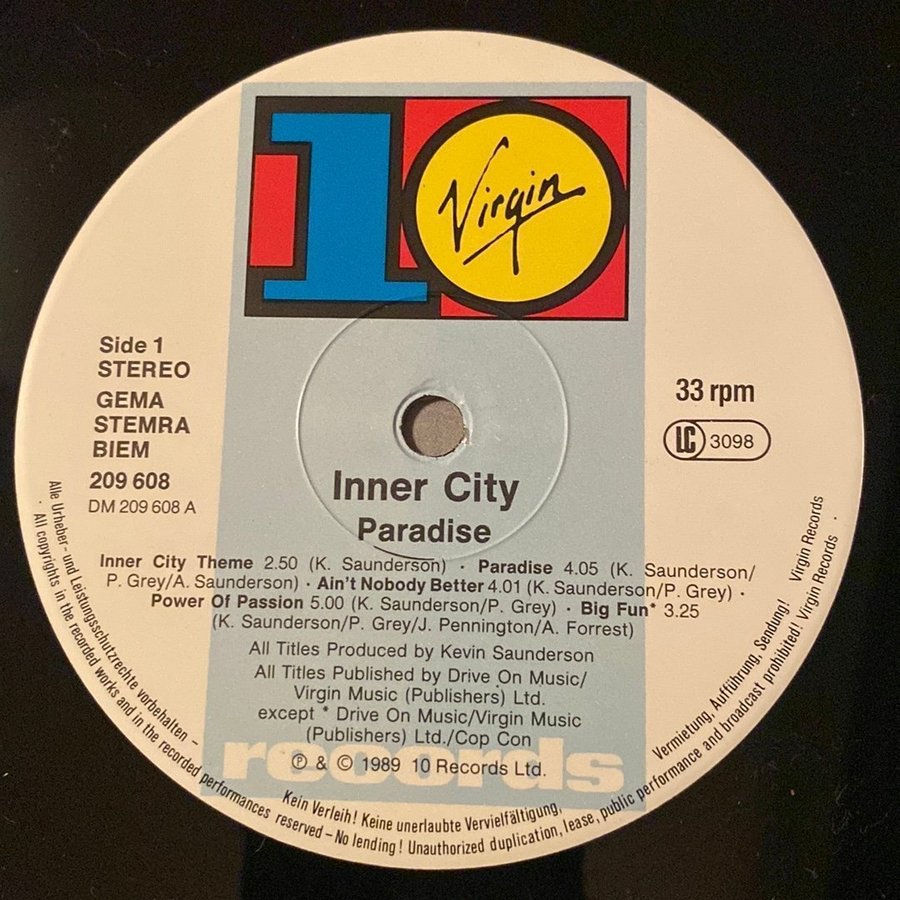 10
Virgin
Side 1
STEREO
GEMA
STEMRA
BIEM
209 608
DM 209 608 A
33 rpm
LC 3098
Inner City
Paradise
Inner City Theme 2.50 (K. Saunderson) · Paradise 4.05 (K. Saunderson/
P. Grey/A. Saunderson) · Ain't Nobody Better 4.01 (K. Saunderson/P. Grey) ·
Power Of Passion 5.00 (K. Saunderson/P. Grey) · Big Fun* 3.25
(K. Saunderson/P. Grey/J. Pennington/A. Forrest)
All Titles Produced by Kevin Saunderson
All Titles Published by Drive On Music/
Virgin Music (Publishers) Ltd.
except * Drive On Music/Virgin Music
(Publishers) Ltd./Cop Con
records
℗ & © 1989 10 Records Ltd.
Alle Urheber- und Leistungsschutzrechte vorbehalten – Kein Verleih! Keine unerlaubte Vervielfältigung, Vermietung, Aufführung, Sendung! Virgin Records
· All copyrights in the recorded works and in the recorded performances reserved – No lending! Unauthorized duplication, lease, public performance and broadcast prohibited! Virgin Records ·